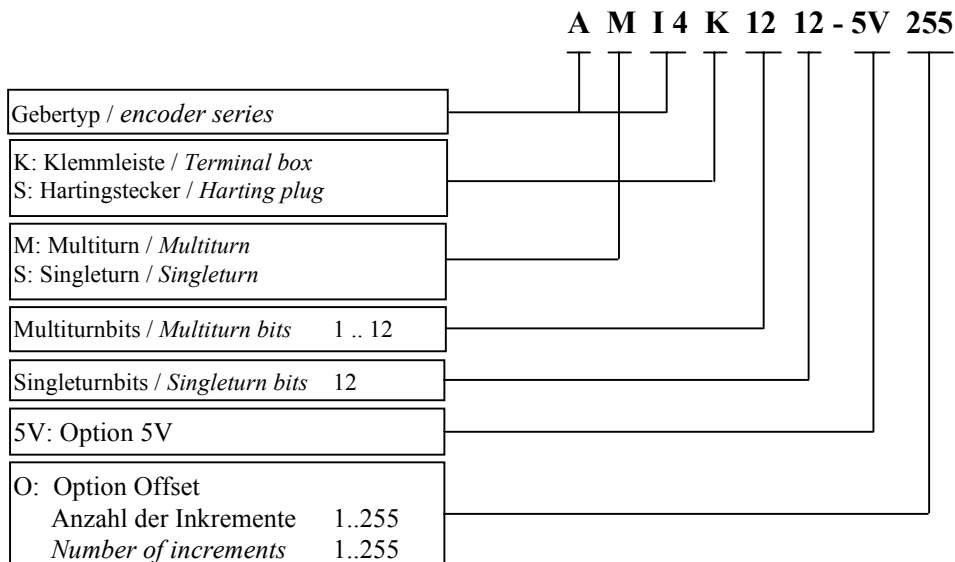 A M I 4 K 12 12 - 5V 255
Gebertyp / encoder series
K: Klemmleiste / Terminal box
S: Hartingstecker / Harting plug
M: Multiturn / Multiturn
S: Singleturn / Singleturn
Multiturnbits / Multiturn bits 1 .. 12
Singleturnbits / Singleturn bits 12
5V: Option 5V
O: Option Offset
Anzahl der Inkremente 1..255
Number of increments 1..255